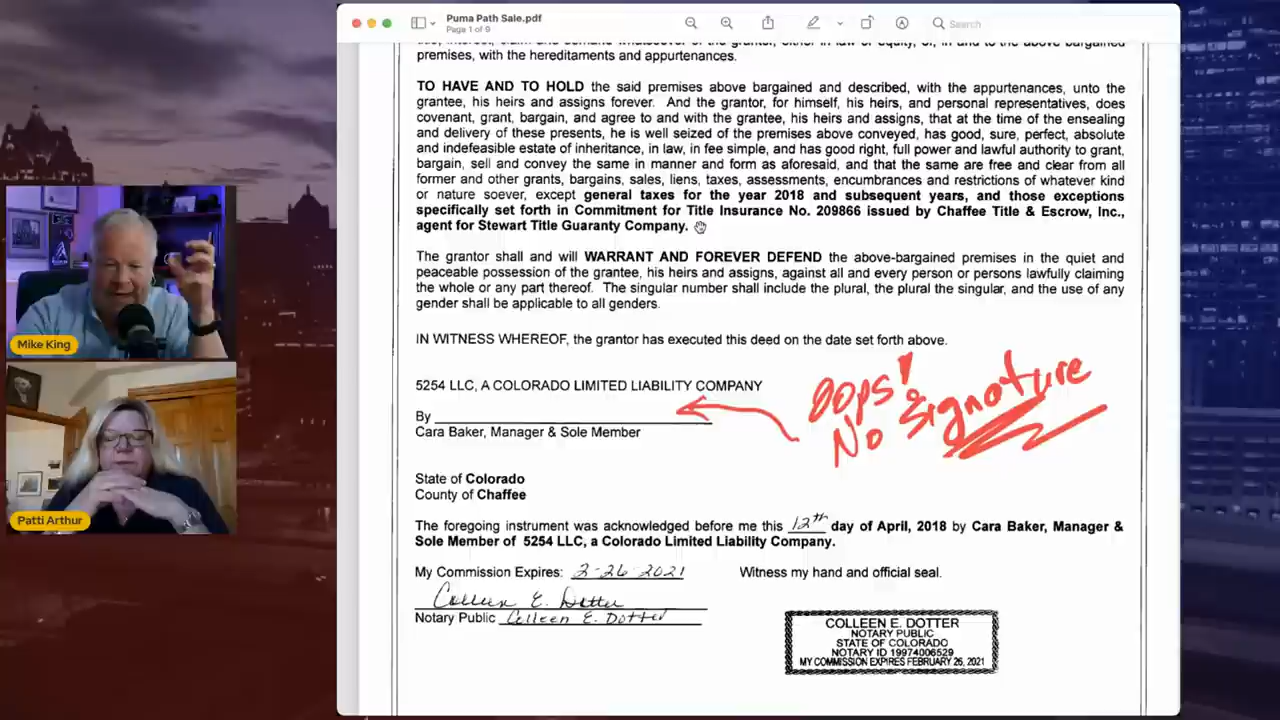 Puma Path Sale.pdf
Page 1 of 9
Search
premises, with the hereditaments and appurtenances.
TO HAVE AND TO HOLD the said premises above bargained and described, with the appurtenances, unto the
grantee, his heirs and assigns forever. And the grantor, for himself, his heirs, and personal representatives, does
covenant, grant, bargain, and agree to and with the grantee, his heirs and assigns, that at the time of the ensealing
and delivery of these presents, he is well seized of the premises above conveyed, has good, sure, perfect, absolute
and indefeasible estate of inheritance, in law, in fee simple, and has good right, full power and lawful authority to grant,
bargain, sell and convey the same in manner and form as aforesaid, and that the same are free and clear from all
former and other grants, bargains, sales, liens, taxes, assessments, encumbrances and restrictions of whatever kind
or nature soever, except general taxes for the year 2018 and subsequent years, and those exceptions
specifically set forth in Commitment for Title Insurance No. 209866 issued by Chaffee Title & Escrow, Inc.,
agent for Stewart Title Guaranty Company.
The grantor shall and will WARRANT AND FOREVER DEFEND the above-bargained premises in the quiet and
peaceable possession of the grantee, his heirs and assigns, against all and every person or persons lawfully claiming
the whole or any part thereof. The singular number shall include the plural, the plural the singular, and the use of any
gender shall be applicable to all genders.
IN WITNESS WHEREOF, the grantor has executed this deed on the date set forth above.
5254 LLC, A COLORADO LIMITED LIABILITY COMPANY
By
Cara Baker, Manager & Sole Member
oops!
No Signature
State of Colorado
County of Chaffee
The foregoing instrument was acknowledged before me this 12th day of April, 2018 by Cara Baker, Manager &
Sole Member of 5254 LLC, a Colorado Limited Liability Company.
My Commission Expires: 2-26-2021 Witness my hand and official seal.
Colleen E. Dotter
Notary Public Colleen E. Dotter
COLLEEN E. DOTTER
NOTARY PUBLIC
STATE OF COLORADO
NOTARY ID 19974006529
MY COMMISSION EXPIRES FEBRUARY 26, 2021
Mike King
Patti Arthur